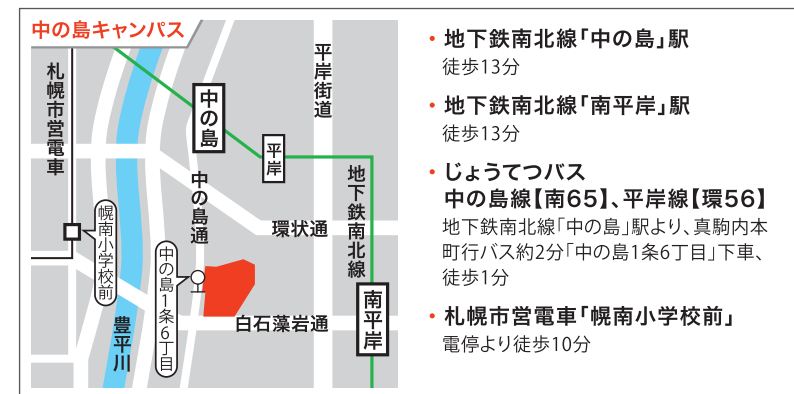 中の島キャンパス
札幌市営電車
中の島
平岸街道
平岸
中の島通
地下鉄南北線
環状通
幌南小学校前
中の島1条6丁目
南平岸
白石藻岩通
豊平川
・地下鉄南北線「中の島」駅
徒歩13分
・地下鉄南北線「南平岸」駅
徒歩13分
・じょうてつバス
中の島線【南65】、平岸線【環56】
地下鉄南北線「中の島」駅より、真駒内本
町行バス約2分「中の島1条6丁目」下車、
徒歩1分
・札幌市営電車「幌南小学校前」
電停より徒歩10分